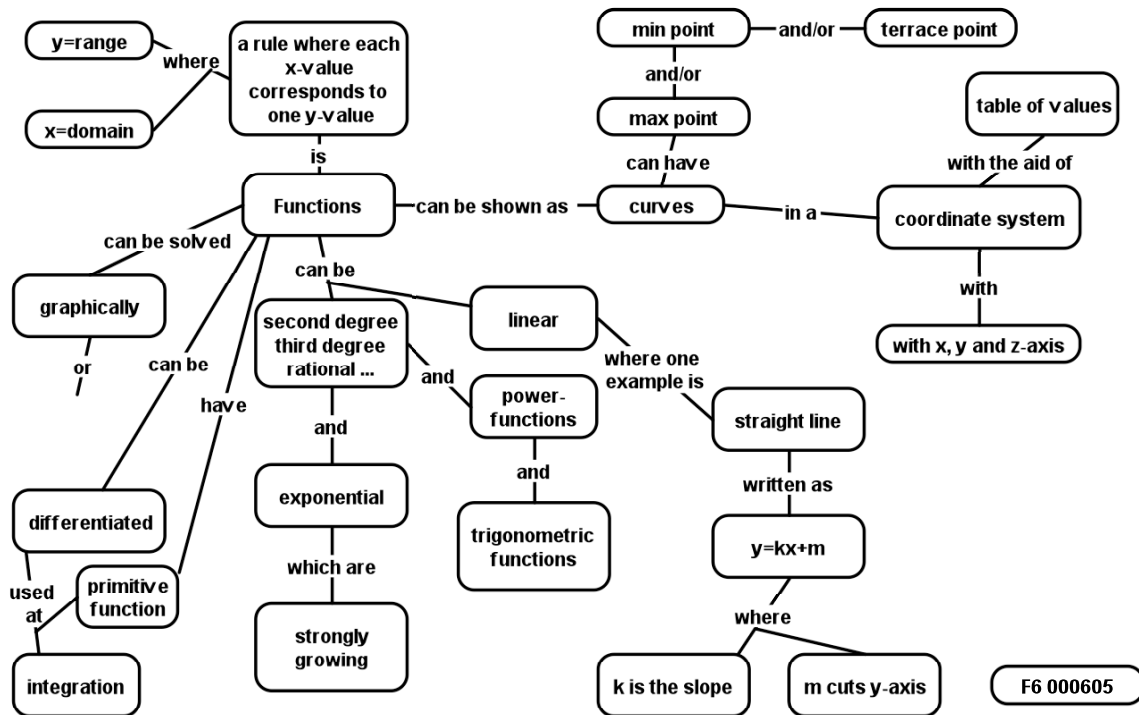 y=range
where
x=domain
a rule where each
x-value
corresponds to
one y-value
is
Functions
can be shown as
curves
can have
max point
and/or
min point
and/or
terrace point
in a
coordinate system
with the aid of
table of values
with
with x, y and z-axis
can be solved
graphically
or
can be
differentiated
used
at
integration
have
primitive
function
can be
second degree
third degree
rational ...
and
exponential
which are
strongly
growing
and
power-
functions
and
trigonometric
functions
linear
where one
example is
straight line
written as
y=kx+m
where
k is the slope
m cuts y-axis
F6 000605